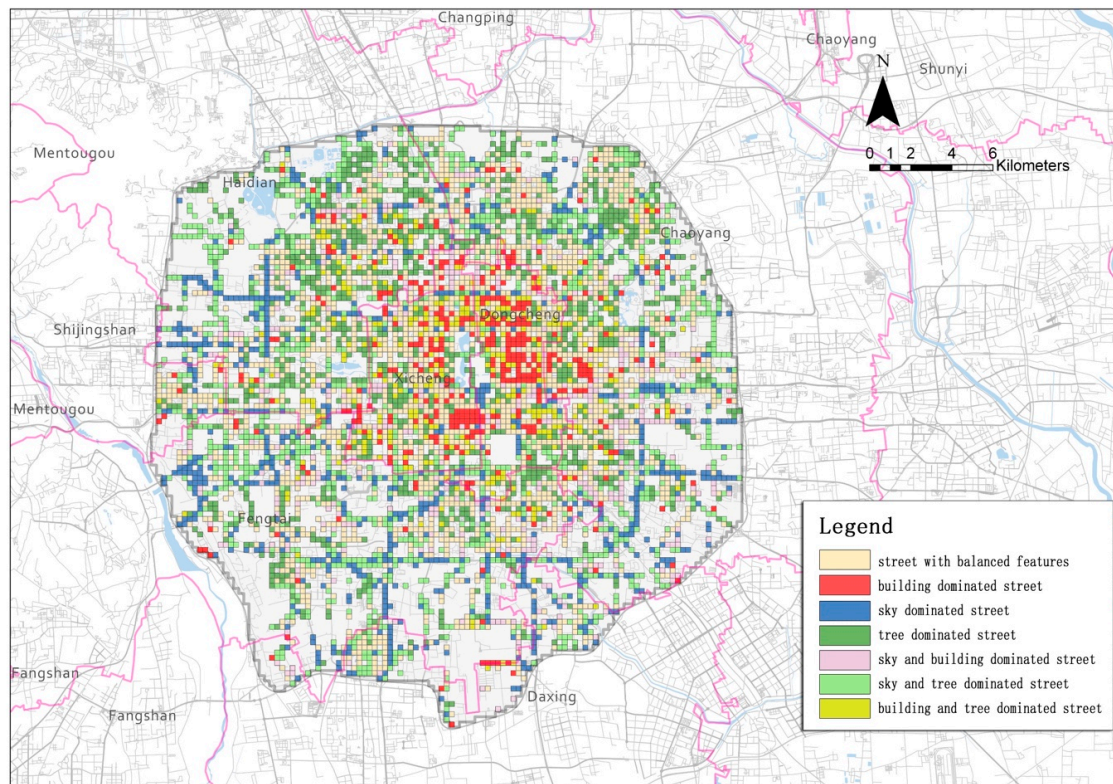 Changping
Chaoyang
N
Shunyi
0 1 2 4 6
Kilometers
Mentougou
Haidian
Chaoyang
Dongcheng
Shijingshan
Xicheng
Mentougou
Fengtai
Legend
street with balanced features
building dominated street
sky dominated street
tree dominated street
sky and building dominated street
sky and tree dominated street
building and tree dominated street
Fangshan
Daxing
Fangshan